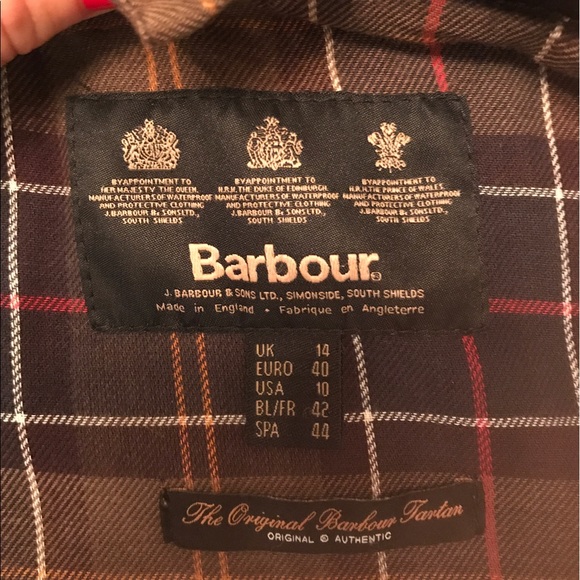 BY APPOINTMENT TO
HER MAJESTY THE QUEEN.
MANUFACTURERS OF WATERPROOF
AND PROTECTIVE CLOTHING
J.BARBOUR & SONS LTD.,
SOUTH SHIELDS
BY APPOINTMENT TO
H.R.H. THE DUKE OF EDINBURGH.
MANUFACTURERS OF WATERPROOF
AND PROTECTIVE CLOTHING
J.BARBOUR & SONS LTD.,
SOUTH SHIELDS
BY APPOINTMENT TO
H.R.H. THE PRINCE OF WALES.
MANUFACTURERS OF WATERPROOF
AND PROTECTIVE CLOTHING
J.BARBOUR & SONS LTD.,
SOUTH SHIELDS
Barbour®
J. BARBOUR & SONS LTD., SIMONSIDE, SOUTH SHIELDS
Made in England • Fabrique en Angleterre
UK 14
EURO 40
USA 10
BL/FR 42
SPA 44
The Original Barbour Tartan
ORIGINAL & AUTHENTIC